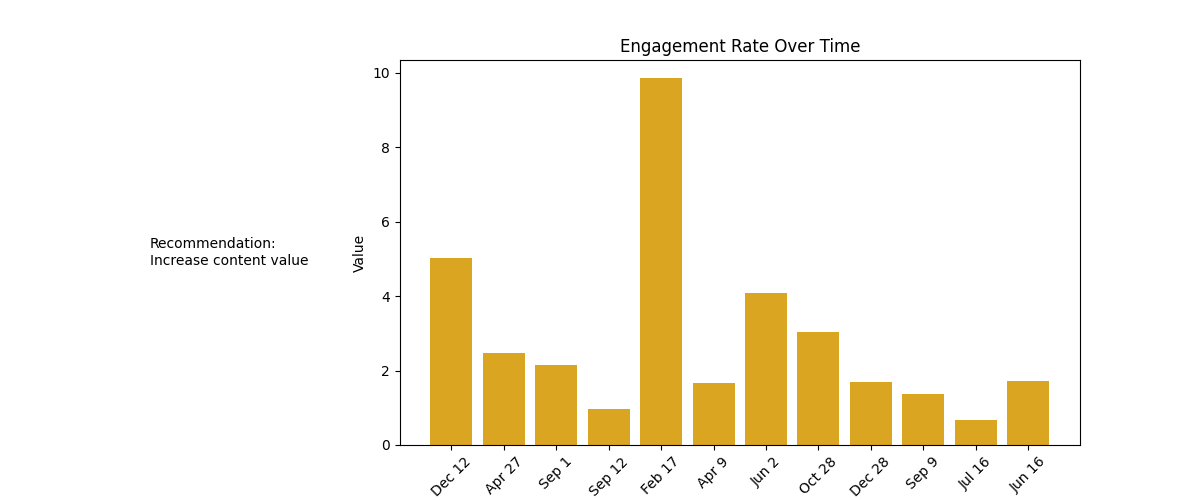 Engagement Rate Over Time
Recommendation:
Increase content value
Value
10
8
6
4
2
0
Dec 12
Apr 27
Sep 1
Sep 12
Feb 17
Apr 9
Jun 2
Oct 28
Dec 28
Sep 9
Jul 16
Jun 16